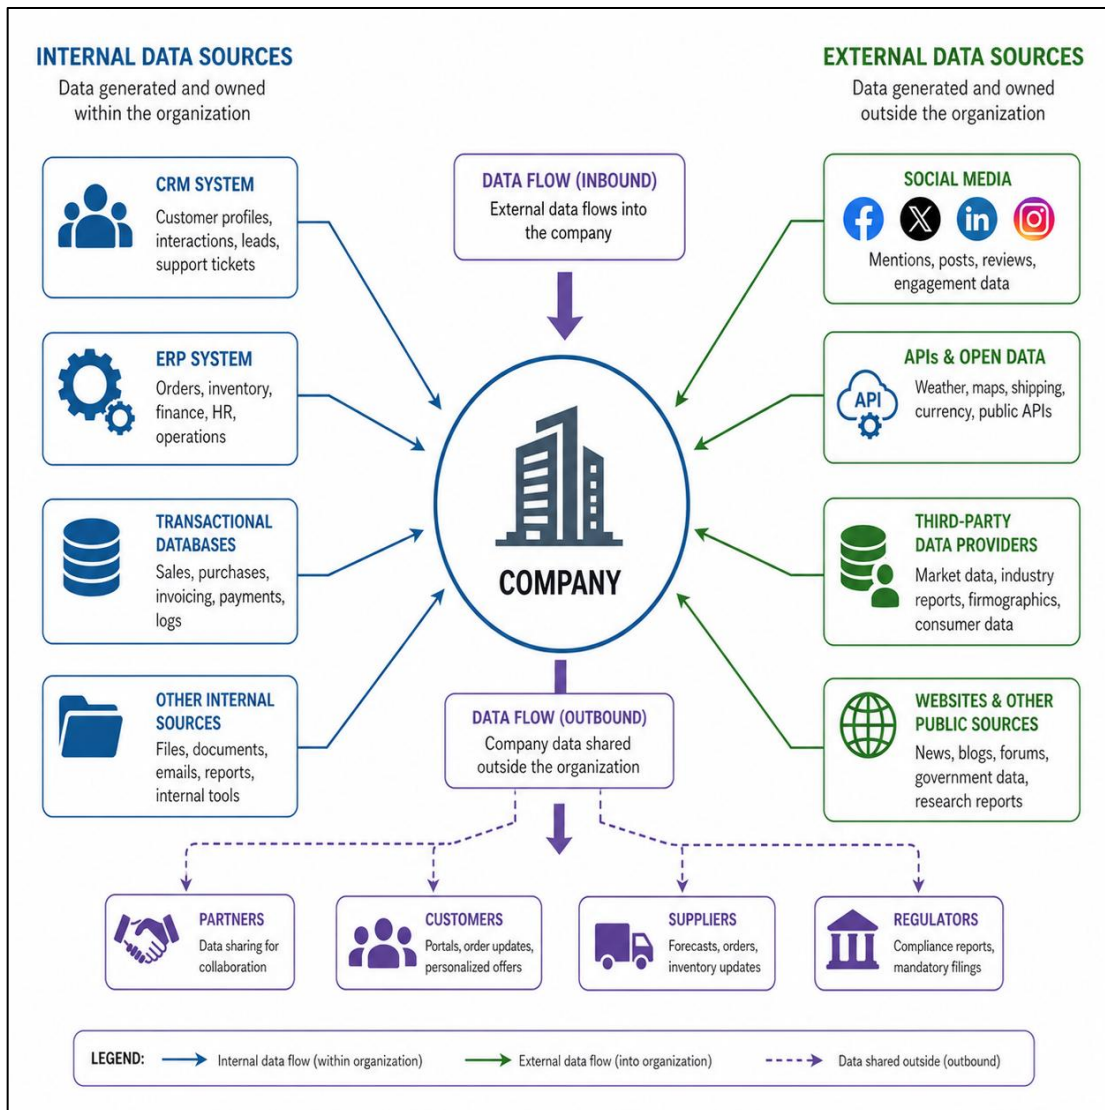 INTERNAL DATA SOURCES
Data generated and owned
within the organization
CRM SYSTEM
Customer profiles,
interactions, leads,
support tickets
ERP SYSTEM
Orders, inventory,
finance, HR,
operations
TRANSACTIONAL
DATABASES
Sales, purchases,
invoicing, payments,
logs
OTHER INTERNAL
SOURCES
Files, documents,
emails, reports,
internal tools
DATA FLOW (INBOUND)
External data flows into
the company
COMPANY
DATA FLOW (OUTBOUND)
Company data shared
outside the organization
EXTERNAL DATA SOURCES
Data generated and owned
outside the organization
SOCIAL MEDIA
f X in
Mentions, posts, reviews,
engagement data
APIs & OPEN DATA
API
Weather, maps, shipping,
currency, public APIs
THIRD-PARTY
DATA PROVIDERS
Market data, industry
reports, firmographics,
consumer data
WEBSITES & OTHER
PUBLIC SOURCES
News, blogs, forums,
government data,
research reports
PARTNERS
Data sharing for
collaboration
CUSTOMERS
Portals, order updates,
personalized offers
SUPPLIERS
Forecasts, orders,
inventory updates
REGULATORS
Compliance reports,
mandatory filings
LEGEND: Internal data flow (within organization) External data flow (into organization) Data shared outside (outbound)